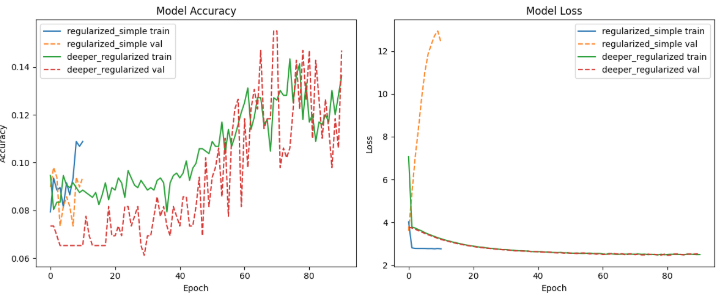 Model Accuracy
regularized_simple train
regularized_simple val
deeper_regularized train
deeper_regularized val
0.14
0.12
0.10
0.08
0.06
Accuracy
0 20 40 60 80
Epoch
Model Loss
regularized_simple train
regularized_simple val
deeper_regularized train
deeper_regularized val
12
10
8
6
4
2
Loss
0 20 40 60 80
Epoch